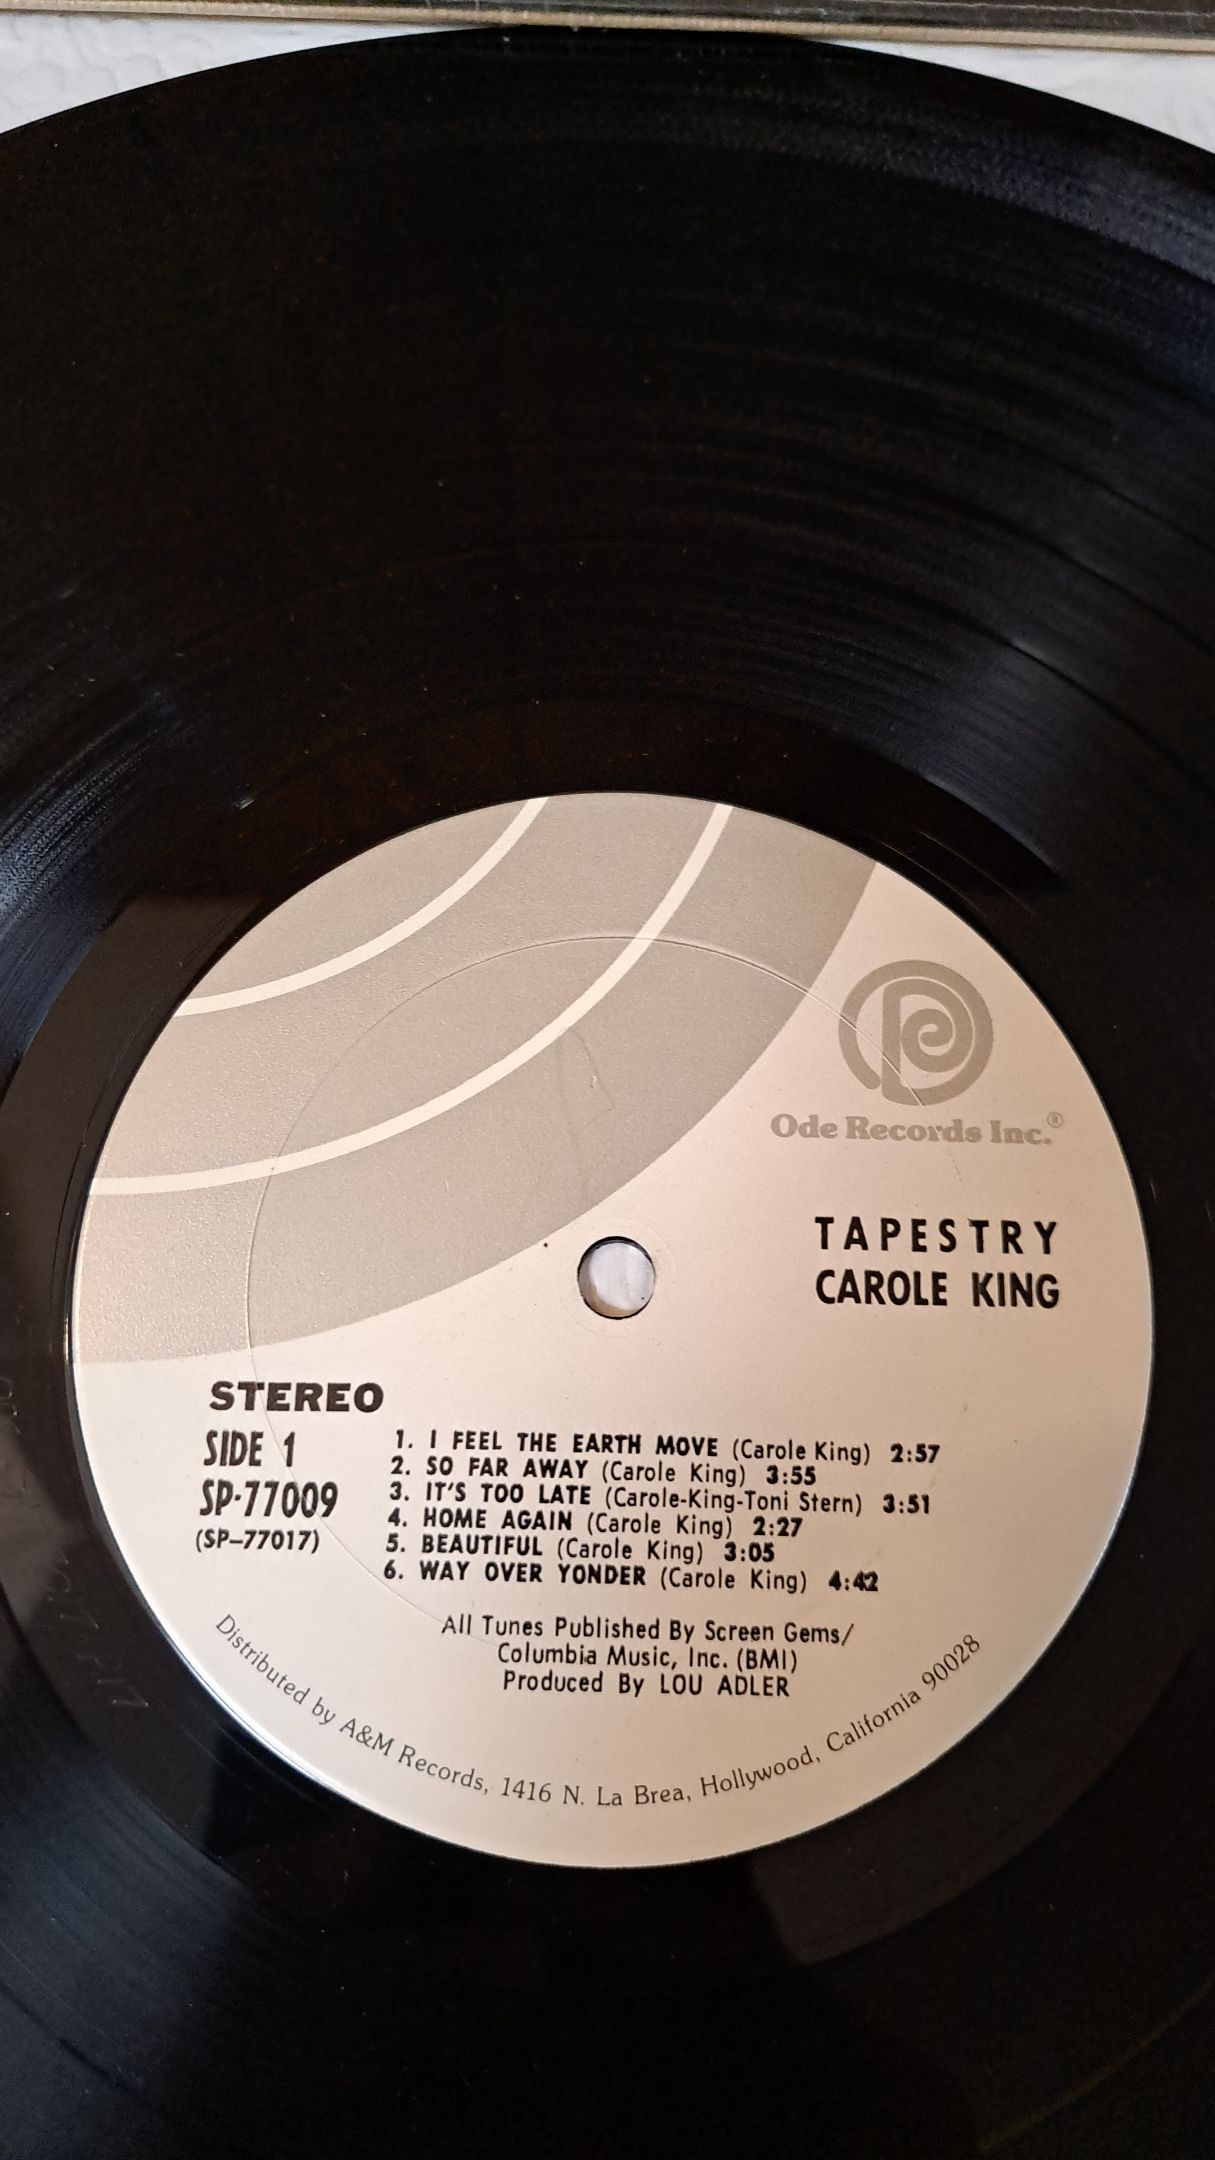 Ode Records Inc.®
TAPESTRY
CAROLE KING
STEREO
SIDE 1
SP-77009
(SP-77017)
1. I FEEL THE EARTH MOVE (Carole King) 2:57
2. SO FAR AWAY (Carole King) 3:55
3. IT'S TOO LATE (Carole-King-Toni Stern) 3:51
4. HOME AGAIN (Carole King) 2:27
5. BEAUTIFUL (Carole King) 3:05
6. WAY OVER YONDER (Carole King) 4:42
All Tunes Published By Screen Gems/
Columbia Music, Inc. (BMI)
Produced By LOU ADLER
Distributed by A&M Records, 1416 N. La Brea, Hollywood, California 90028